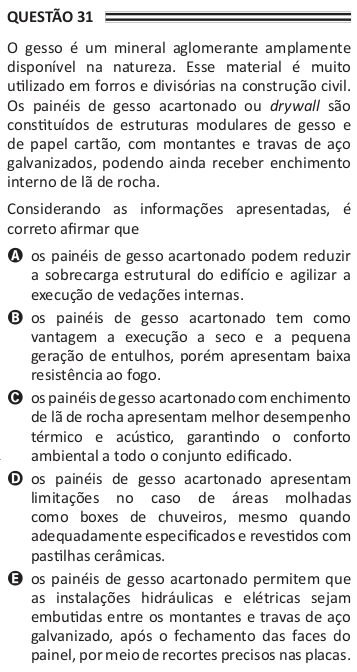 QUESTÃO 31
O gesso é um mineral aglomerante amplamente
disponível na natureza. Esse material é muito
utilizado em forros e divisórias na construção civil.
Os painéis de gesso acartonado ou drywall são
constituídos de estruturas modulares de gesso e
de papel cartão, com montantes e travas de aço
galvanizados, podendo ainda receber enchimento
interno de lã de rocha.
Considerando as informações apresentadas, é
correto afirmar que
A os painéis de gesso acartonado podem reduzir
a sobrecarga estrutural do edifício e agilizar a
execução de vedações internas.
B os painéis de gesso acartonado tem como
vantagem a execução a seco e a pequena
geração de entulhos, porém apresentam baixa
resistência ao fogo.
C os painéis de gesso acartonado com enchimento
de lã de rocha apresentam melhor desempenho
térmico e acústico, garantindo o conforto
ambiental a todo o conjunto edificado.
D os painéis de gesso acartonado apresentam
limitações no caso de áreas molhadas
como boxes de chuveiros, mesmo quando
adequadamente especificados e revestidos com
pastilhas cerâmicas.
E os painéis de gesso acartonado permitem que
as instalações hidráulicas e elétricas sejam
embutidas entre os montantes e travas de aço
galvanizado, após o fechamento das faces do
painel, por meio de recortes precisos nas placas.